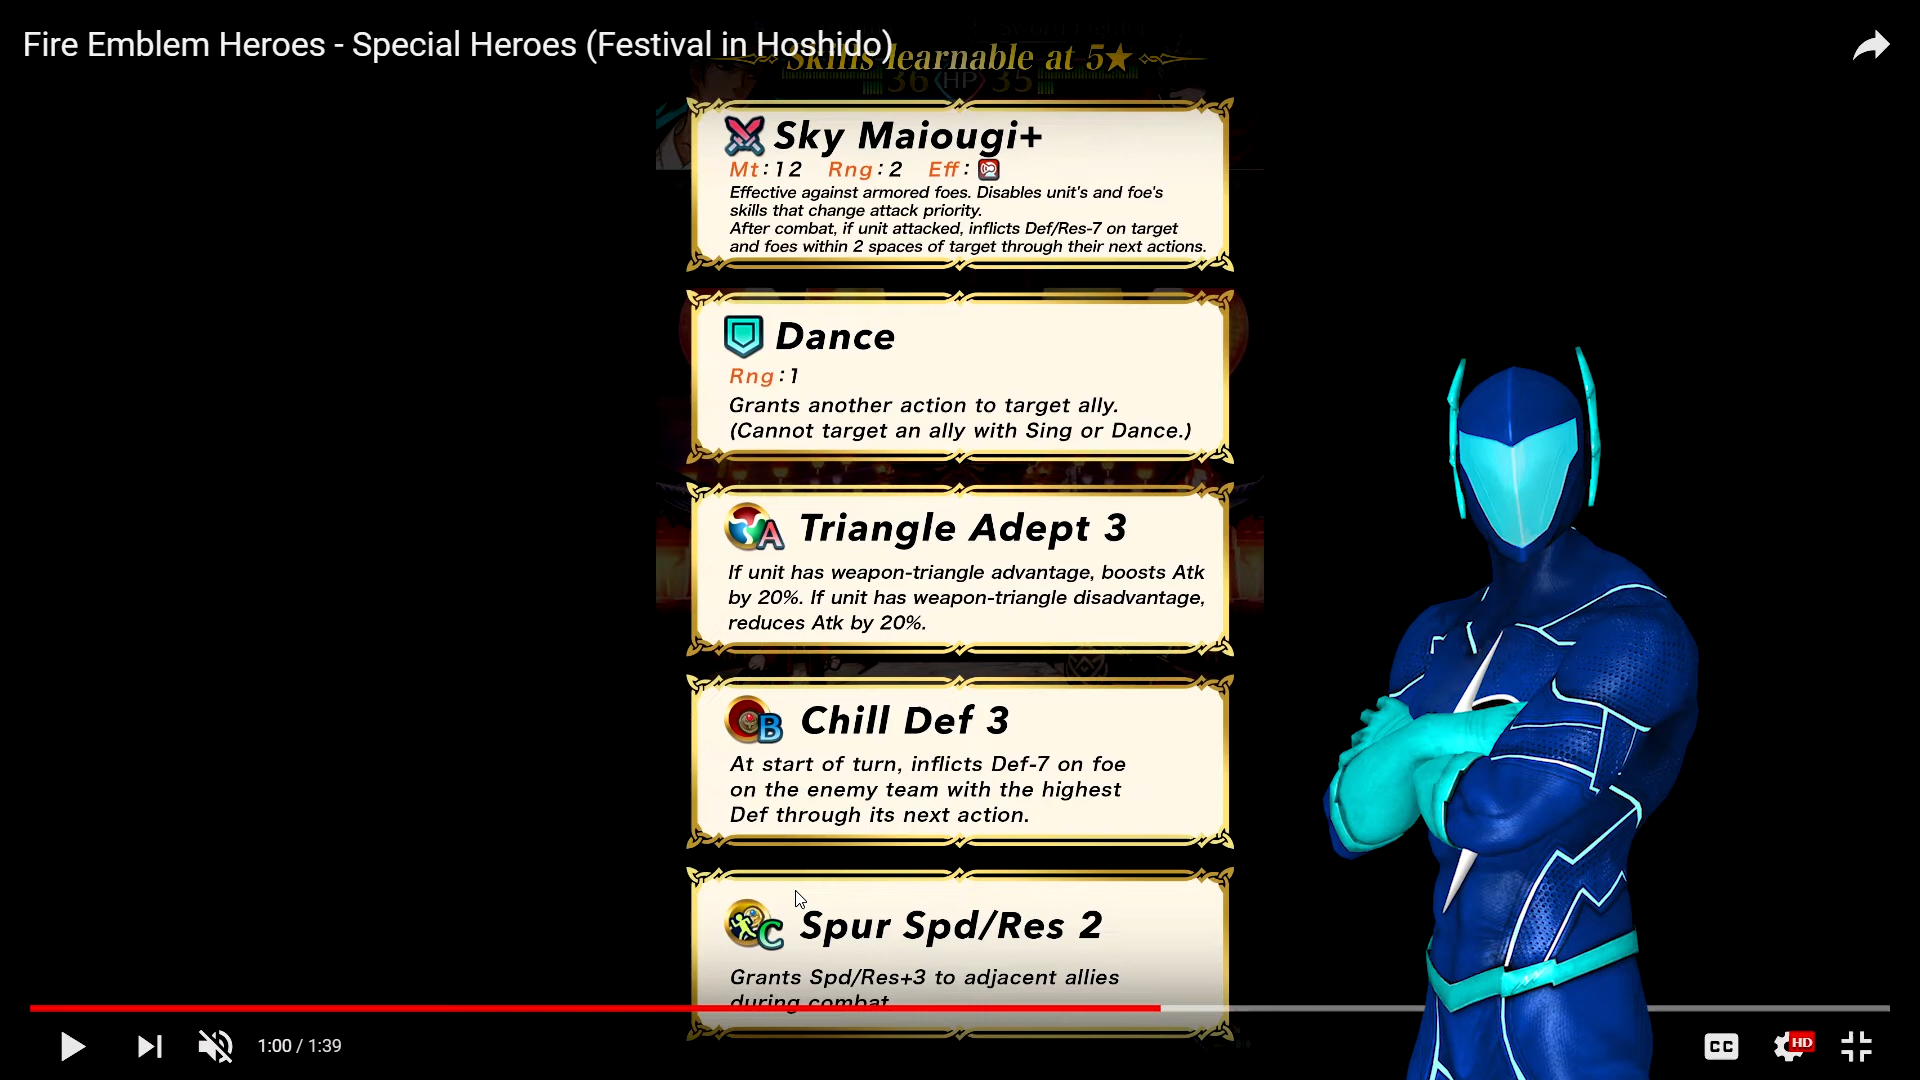 Fire Emblem Heroes - Special Heroes (Festival in Hoshido)
Skills learnable at 5★
36 HP 35
Sky Maiougi+
Mt:12 Rng:2 Eff:
Effective against armored foes. Disables unit's and foe's
skills that change attack priority.
After combat, if unit attacked, inflicts Def/Res-7 on target
and foes within 2 spaces of target through their next actions.
Dance
Rng:1
Grants another action to target ally.
(Cannot target an ally with Sing or Dance.)
A Triangle Adept 3
If unit has weapon-triangle advantage, boosts Atk
by 20%. If unit has weapon-triangle disadvantage,
reduces Atk by 20%.
B Chill Def 3
At start of turn, inflicts Def-7 on foe
on the enemy team with the highest
Def through its next action.
C Spur Spd/Res 2
Grants Spd/Res+3 to adjacent allies
during combat.
1:00 / 1:39
CC
HD